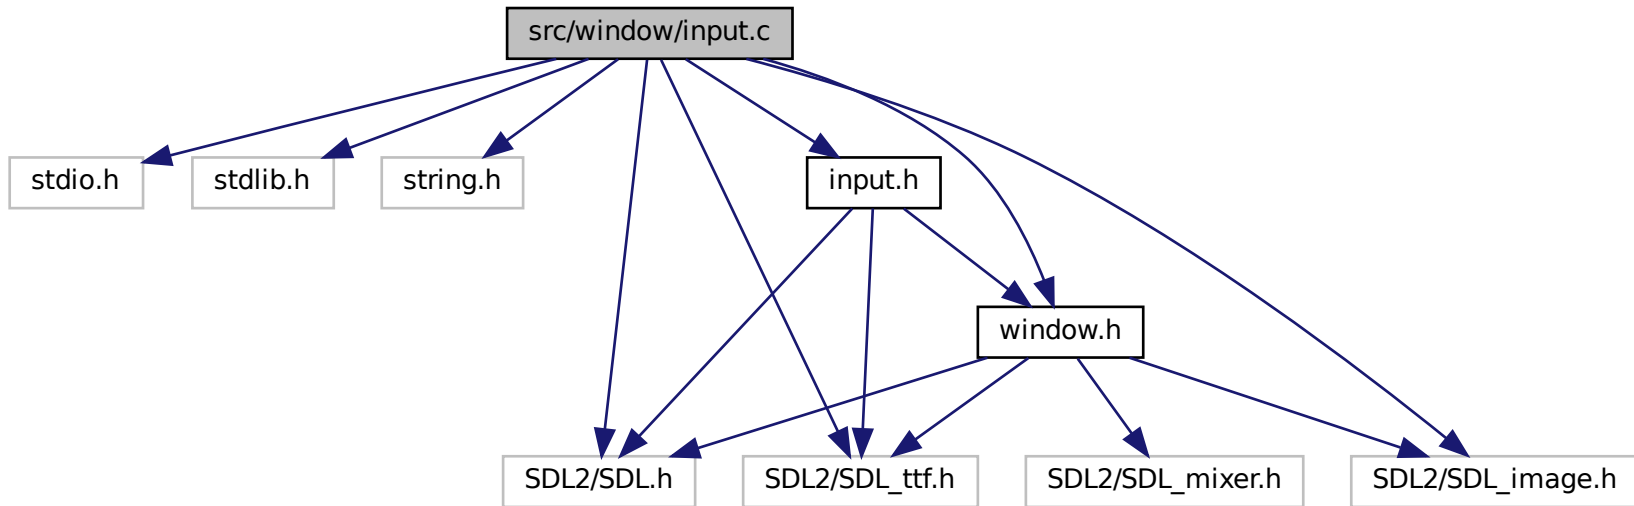 src/window/input.c
stdio.h
stdlib.h
string.h
input.h
window.h
SDL2/SDL.h
SDL2/SDL_ttf.h
SDL2/SDL_mixer.h
SDL2/SDL_image.h